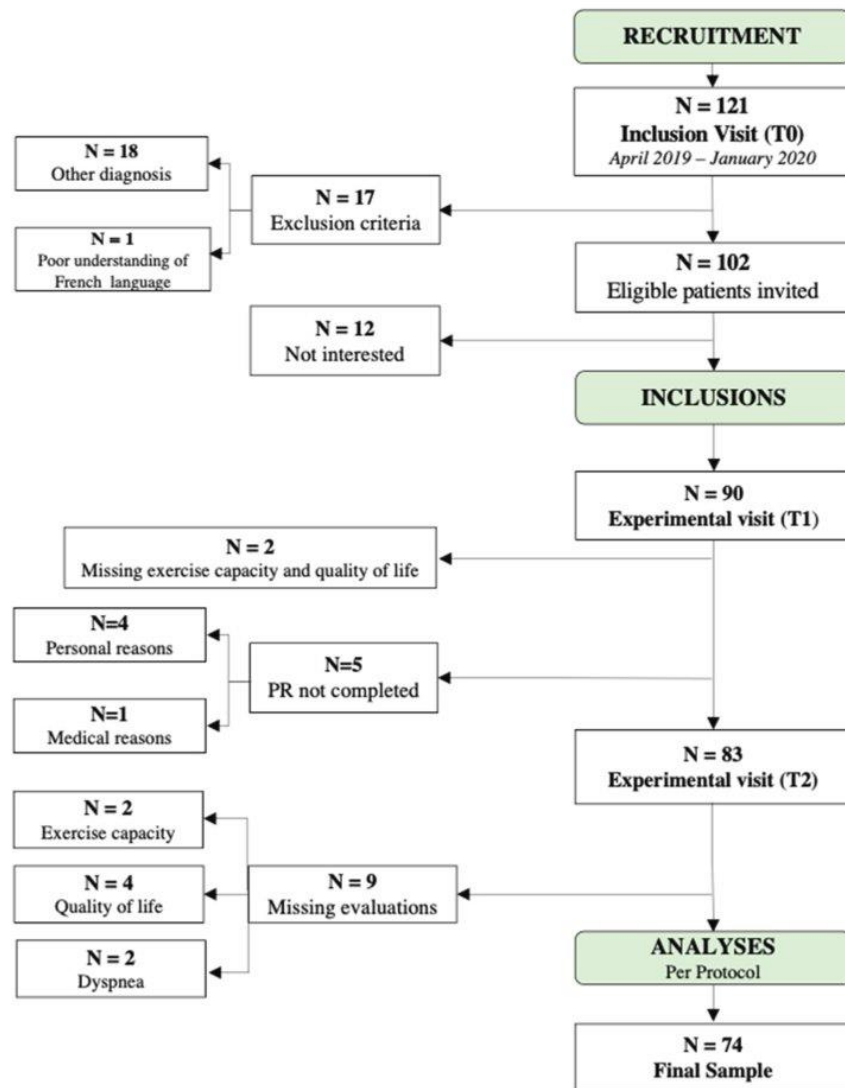 RECRUITMENT
N = 121
Inclusion Visit (T0)
April 2019 – January 2020
N = 18
Other diagnosis
N = 17
Exclusion criteria
N = 1
Poor understanding of
French language
N = 102
Eligible patients invited
N = 12
Not interested
INCLUSIONS
N = 90
Experimental visit (T1)
N = 2
Missing exercise capacity and quality of life
N=4
Personal reasons
N=5
PR not completed
N=1
Medical reasons
N = 83
Experimental visit (T2)
N = 2
Exercise capacity
N = 4
Quality of life
N = 9
Missing evaluations
N = 2
Dyspnea
ANALYSES
Per Protocol
N = 74
Final Sample